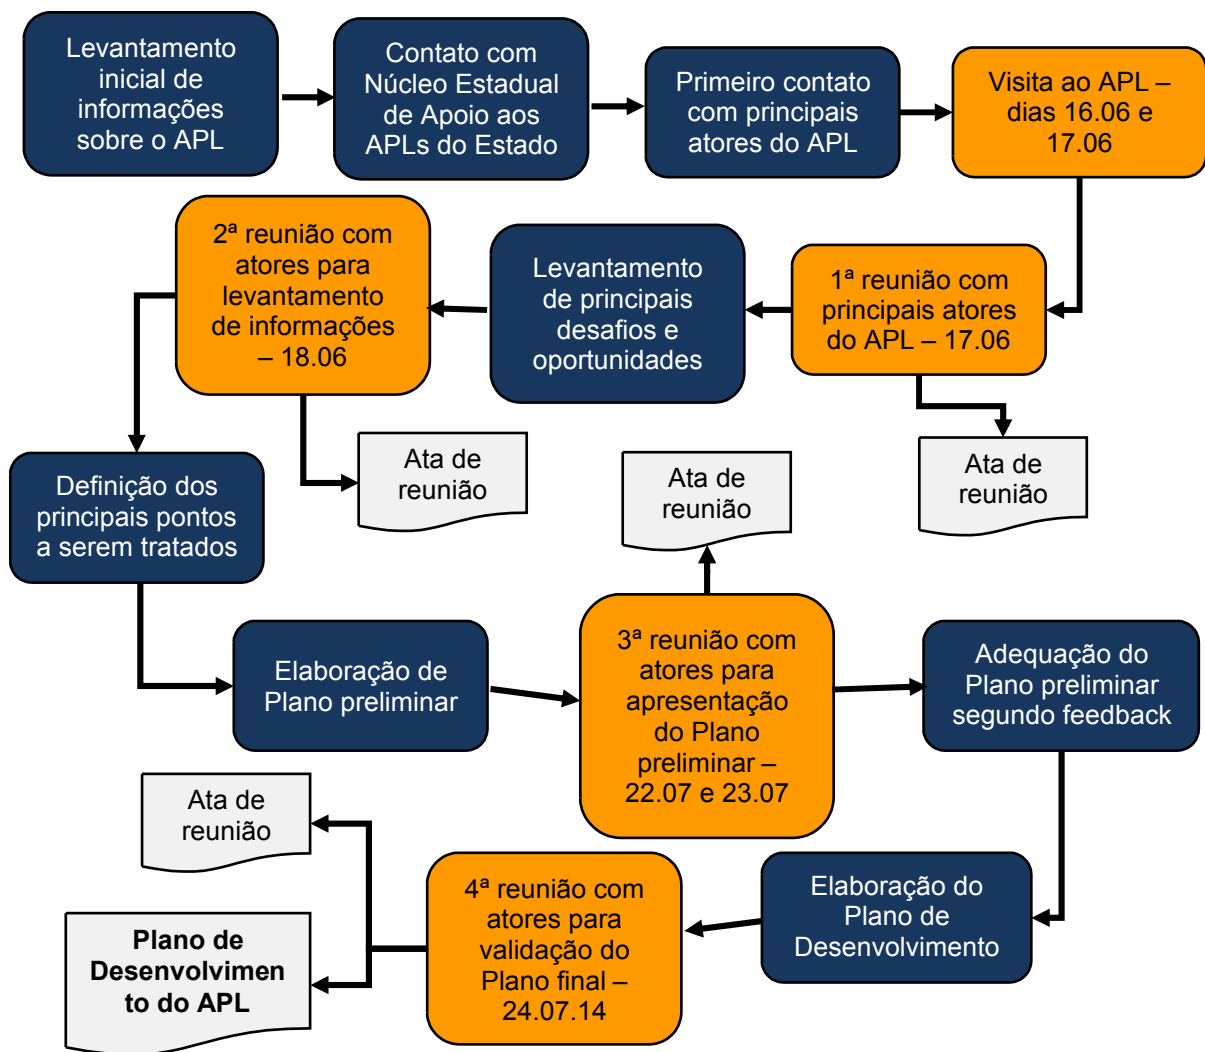 Levantamento
inicial de
informações
sobre o APL
Contato com
Núcleo Estadual
de Apoio aos
APLs do Estado
Primeiro contato
com principais
atores do APL
Visita ao APL –
dias 16.06 e
17.06
1ª reunião com
principais atores
do APL – 17.06
Levantamento
de principais
desafios e
oportunidades
2ª reunião com
atores para
levantamento
de informações
– 18.06
Ata de
reunião
Ata de
reunião
Ata de
reunião
Definição dos
principais pontos
a serem tratados
Elaboração de
Plano preliminar
3ª reunião com
atores para
apresentação
do Plano
preliminar –
22.07 e 23.07
Adequação do
Plano preliminar
segundo feedback
Elaboração do
Plano de
Desenvolvimento
4ª reunião com
atores para
validação do
Plano final –
24.07.14
Ata de
reunião
Plano de
Desenvolvimen
to do APL